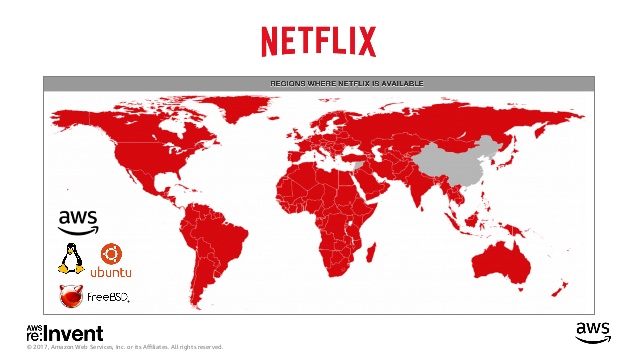 NETFLIX
REGIONS WHERE NETFLIX IS AVAILABLE
aws
ubuntu
FreeBSD
AWS
re:Invent
© 2017, Amazon Web Services, Inc. or its Affiliates. All rights reserved.
aws